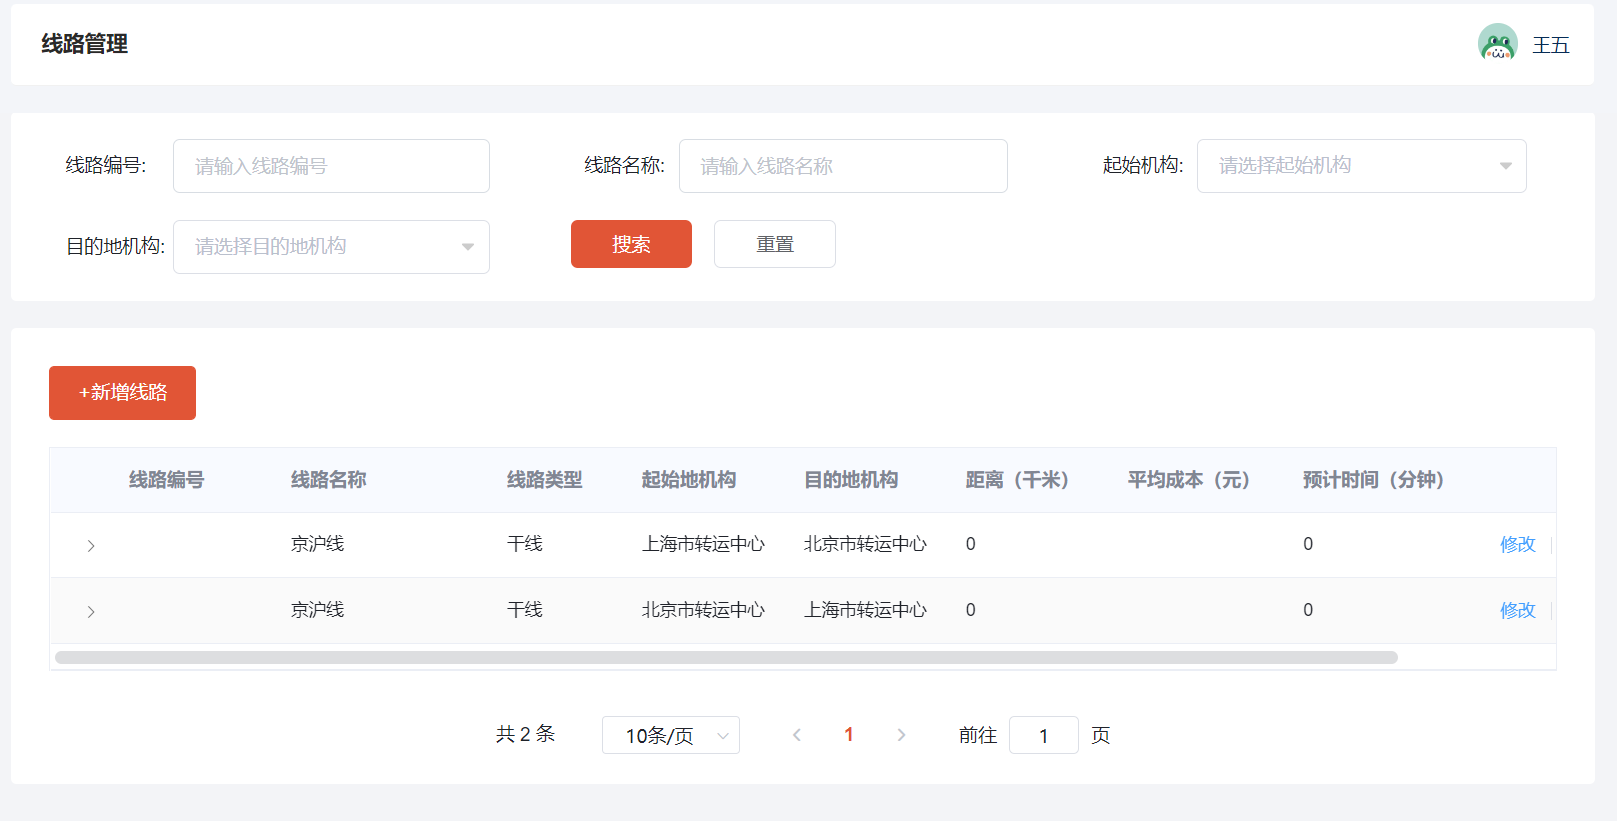 线路管理
王五
线路编号: 请输入线路编号 线路名称: 请输入线路名称 起始机构: 请选择起始机构
目的地机构: 请选择目的地机构 搜索 重置
+新增线路
线路编号 线路名称 线路类型 起始地机构 目的地机构 距离（千米） 平均成本（元） 预计时间（分钟）
京沪线 干线 上海市转运中心 北京市转运中心 0 0 修改
京沪线 干线 北京市转运中心 上海市转运中心 0 0 修改
共 2 条 10条/页 1 前往 1 页